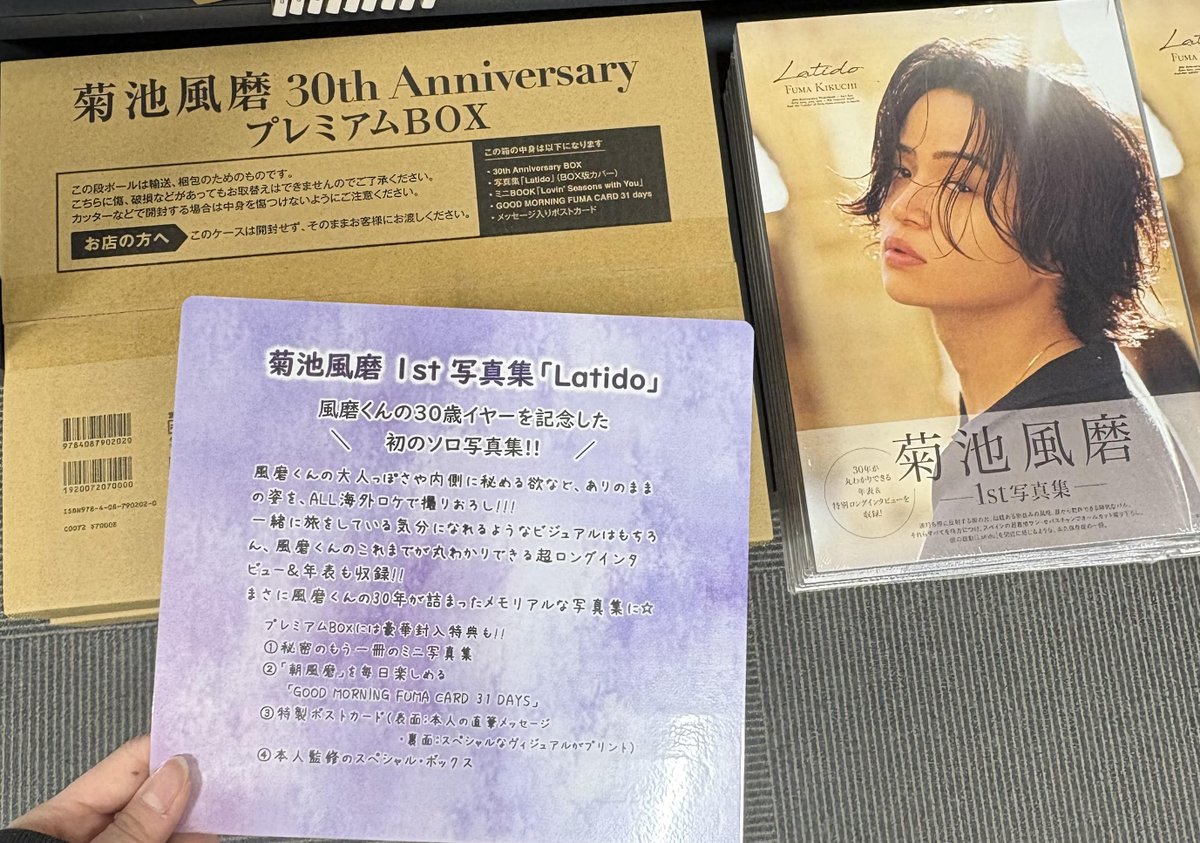 菊池風磨 30th Anniversary
プレミアムBOX
この段ボールは輸送、梱包のためのものです。
こちらに傷、破損などがあってもお取替えはできませんのでご了承ください。
カッターなどで開封する場合は中身を傷つけないようにご注意ください。
お店の方へ このケースは開封せず、そのままお客様にお渡しください。
この箱の中身は以下になります
・30th Anniversary BOX
・写真集「Latido」(BOX版カバー)
・ミニBOOK「Lovin' Seasons with You」
・GOOD MORNING FUMA CARD 31 days
・メッセージ入りポストカード
9784087902020
1920072070000
ISBN978-4-08-790202-0
C0072 ¥7000E
菊池風磨 1st 写真集「Latido」
風磨くんの30歳イヤーを記念した
\ 初のソロ写真集!! /
風磨くんの大人っぽさや内側に秘める欲など、ありのまま
の姿を、ALL海外ロケで撮りおろし!!!
一緒に旅をしている気分になれるようなビジュアルはもちろ
ん、風磨くんのこれまでが丸わかりできる超ロングインタ
ビュー&年表も収録!!
まさに風磨くんの30年が詰まったメモリアルな写真集に☆
プレミアムBOXには豪華封入特典も!!
①秘密のもう一冊のミニ写真集
②「朝風磨」を毎日楽しめる
「GOOD MORNING FUMA CARD 31 DAYS」
③特製ポストカード(表面:本人の直筆メッセージ
・裏面:スペシャルなヴィジュアルがプリント)
④本人監修のスペシャル・ボックス
Latido
FUMA KIKUCHI
菊池風磨
1st写真集
30年が
丸わかりできる
年表&
特別ロングインタビューを
収録!
Latido
FUMA